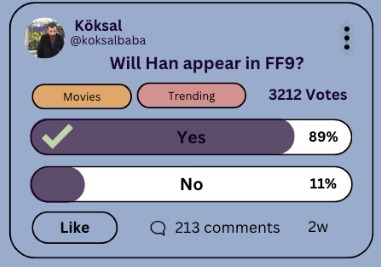 Köksal
@koksalbaba
Will Han appear in FF9?
Movies
Trending
3212 Votes
Yes
89%
No
11%
Like
213 comments
2w